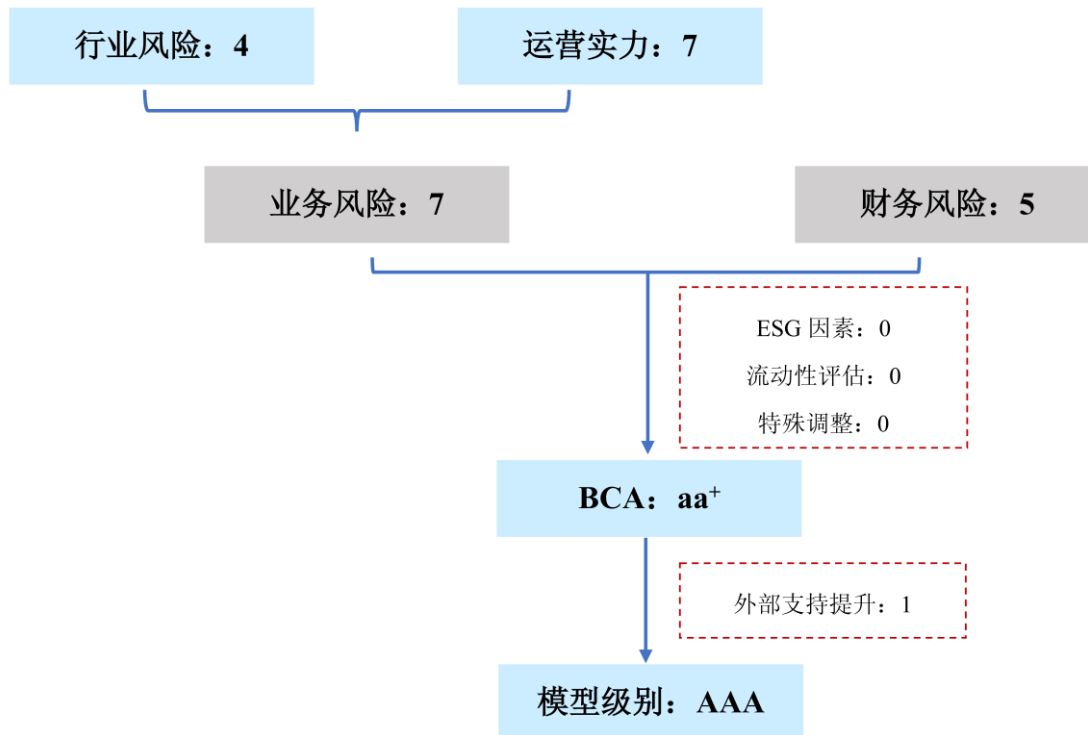 行业风险：4
运营实力：7
业务风险：7
财务风险：5
ESG 因素：0
流动性评估：0
特殊调整：0
BCA：aa⁺
外部支持提升：1
模型级别：AAA